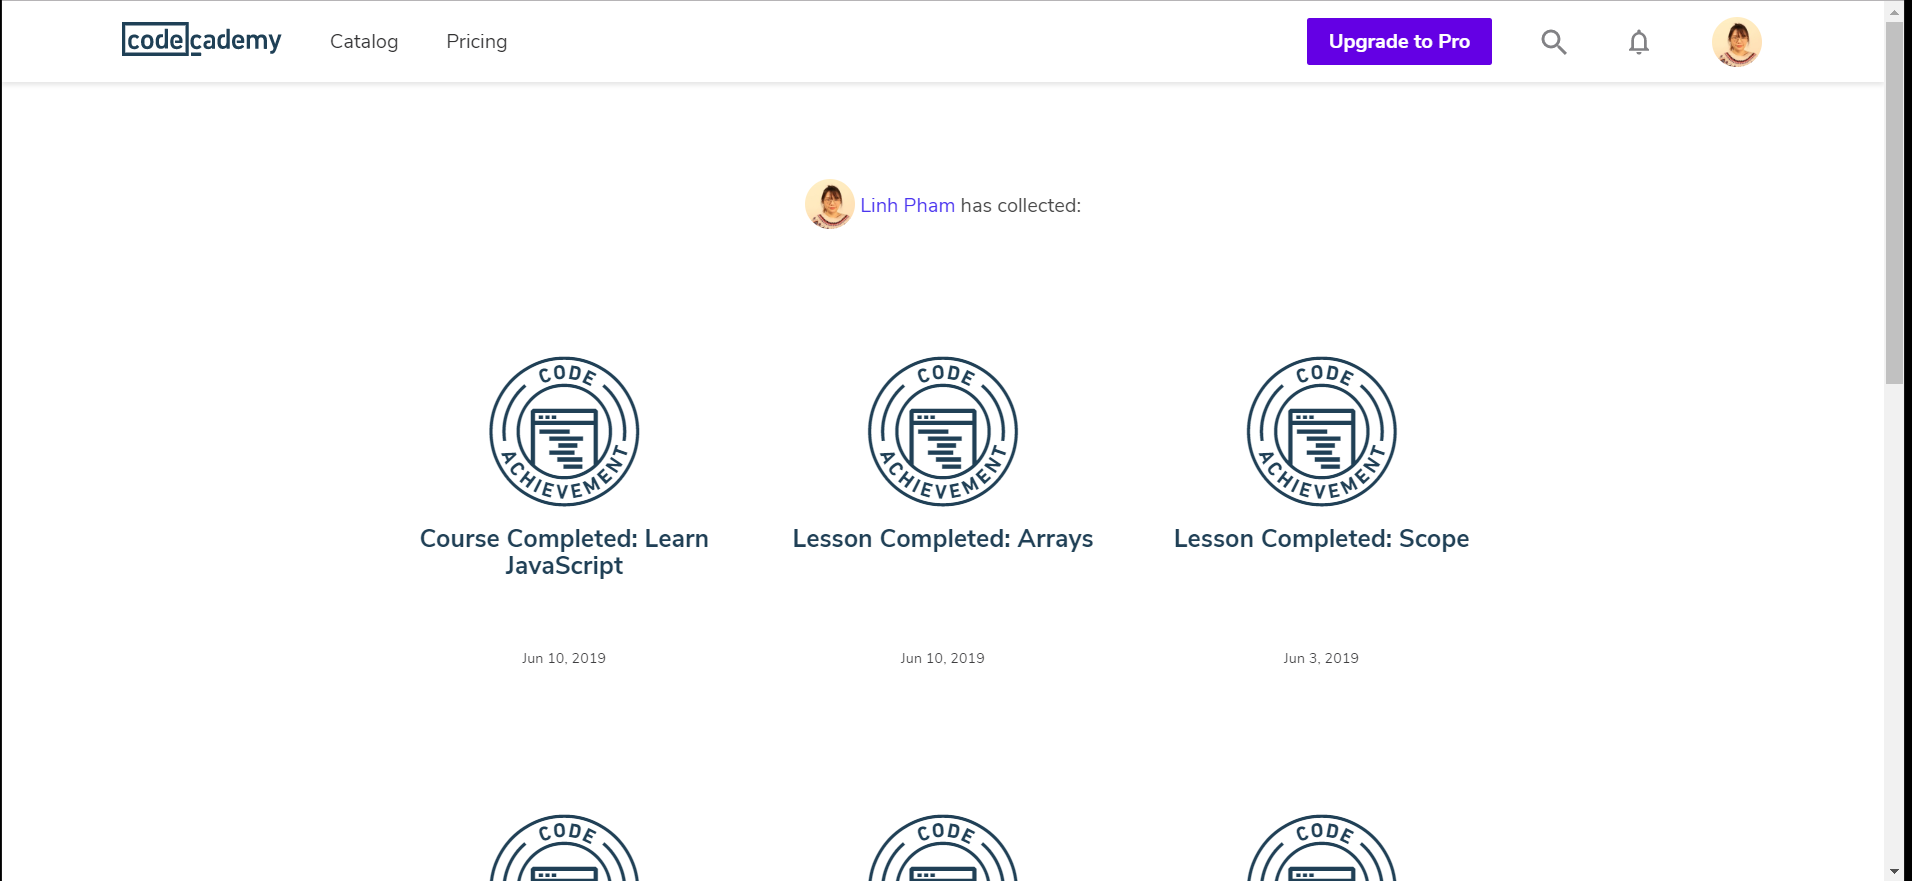 codecademy Catalog Pricing Upgrade to Pro
Linh Pham has collected:
CODE ACHIEVEMENT
CODE ACHIEVEMENT
CODE ACHIEVEMENT
Course Completed: Learn
JavaScript
Lesson Completed: Arrays
Lesson Completed: Scope
Jun 10, 2019
Jun 10, 2019
Jun 3, 2019
CODE
CODE
CODE